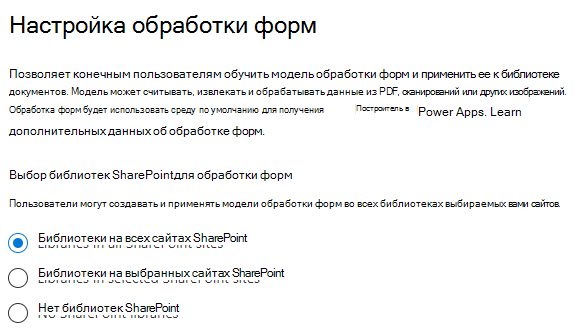 Настройка обработки форм
Позволяет конечным пользователям обучить модель обработки форм и применить ее к библиотеке
документов. Модель может считывать, извлекать и обрабатывать данные из PDF, сканирований или других изображений.
Обработка форм будет использовать среду по умолчанию для получения Построитель в Power Apps. Learn
дополнительных данных об обработке форм.
Выбор библиотек SharePointдля обработки форм
Пользователи могут создавать и применять модели обработки форм во всех библиотеках выбираемых вами сайтов.
Библиотеки на всех сайтах SharePoint
Libraries in all SharePoint sites
Библиотеки на выбранных сайтах SharePoint
Libraries in selected SharePoint sites
Нет библиотек SharePoint
No SharePoint libraries